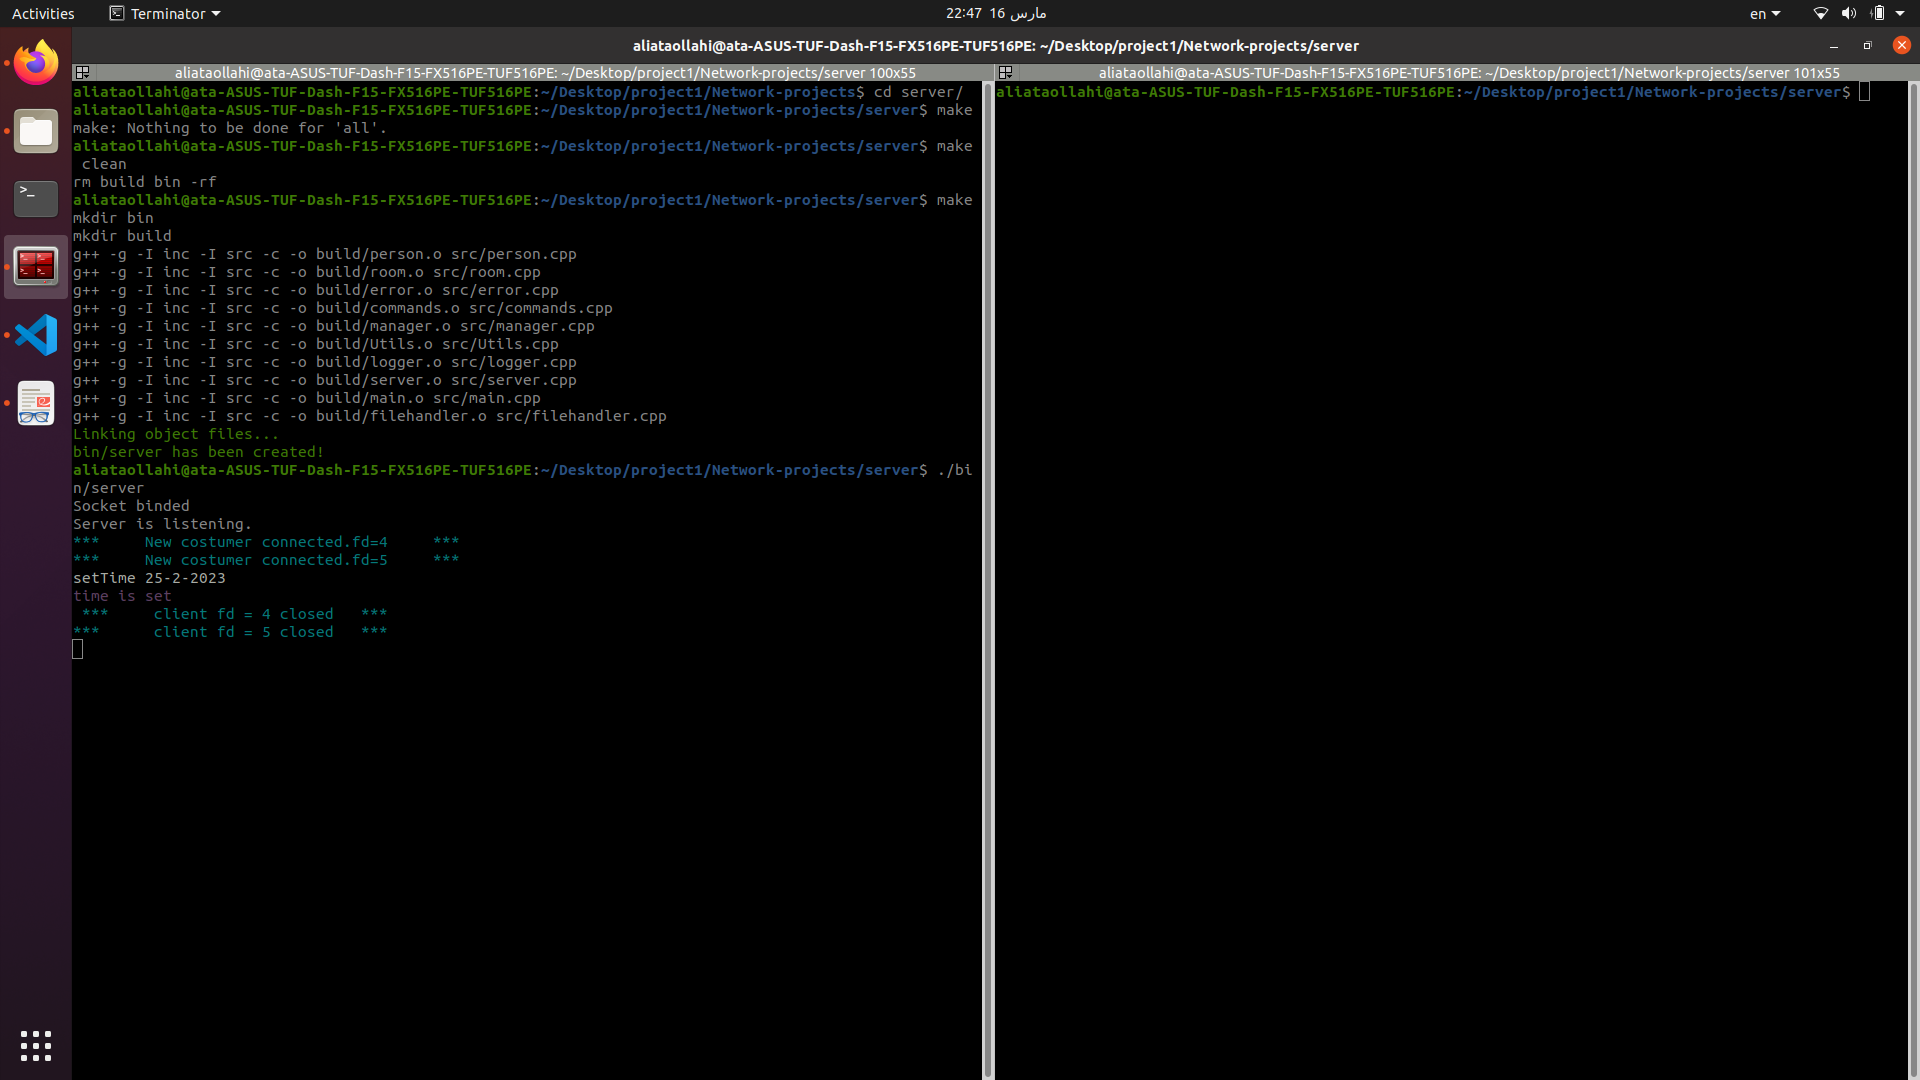 Activities
Terminator
22:47 16 مارس
en
aliataollahi@ata-ASUS-TUF-Dash-F15-FX516PE-TUF516PE: ~/Desktop/project1/Network-projects/server
aliataollahi@ata-ASUS-TUF-Dash-F15-FX516PE-TUF516PE: ~/Desktop/project1/Network-projects/server 100x55
aliataollahi@ata-ASUS-TUF-Dash-F15-FX516PE-TUF516PE:~/Desktop/project1/Network-projects$ cd server/
aliataollahi@ata-ASUS-TUF-Dash-F15-FX516PE-TUF516PE:~/Desktop/project1/Network-projects/server$ make
make: Nothing to be done for 'all'.
aliataollahi@ata-ASUS-TUF-Dash-F15-FX516PE-TUF516PE:~/Desktop/project1/Network-projects/server$ make
 clean
rm build bin -rf
aliataollahi@ata-ASUS-TUF-Dash-F15-FX516PE-TUF516PE:~/Desktop/project1/Network-projects/server$ make
mkdir bin
mkdir build
g++ -g -I inc -I src -c -o build/person.o src/person.cpp
g++ -g -I inc -I src -c -o build/room.o src/room.cpp
g++ -g -I inc -I src -c -o build/error.o src/error.cpp
g++ -g -I inc -I src -c -o build/commands.o src/commands.cpp
g++ -g -I inc -I src -c -o build/manager.o src/manager.cpp
g++ -g -I inc -I src -c -o build/Utils.o src/Utils.cpp
g++ -g -I inc -I src -c -o build/logger.o src/logger.cpp
g++ -g -I inc -I src -c -o build/server.o src/server.cpp
g++ -g -I inc -I src -c -o build/main.o src/main.cpp
g++ -g -I inc -I src -c -o build/filehandler.o src/filehandler.cpp
Linking object files...
bin/server has been created!
aliataollahi@ata-ASUS-TUF-Dash-F15-FX516PE-TUF516PE:~/Desktop/project1/Network-projects/server$ ./bi
n/server
Socket binded
Server is listening.
***     New costumer connected.fd=4     ***
***     New costumer connected.fd=5     ***
setTime 25-2-2023
time is set
 ***     client fd = 4 closed   ***
***      client fd = 5 closed   ***
aliataollahi@ata-ASUS-TUF-Dash-F15-FX516PE-TUF516PE: ~/Desktop/project1/Network-projects/server 101x55
aliataollahi@ata-ASUS-TUF-Dash-F15-FX516PE-TUF516PE:~/Desktop/project1/Network-projects/server$